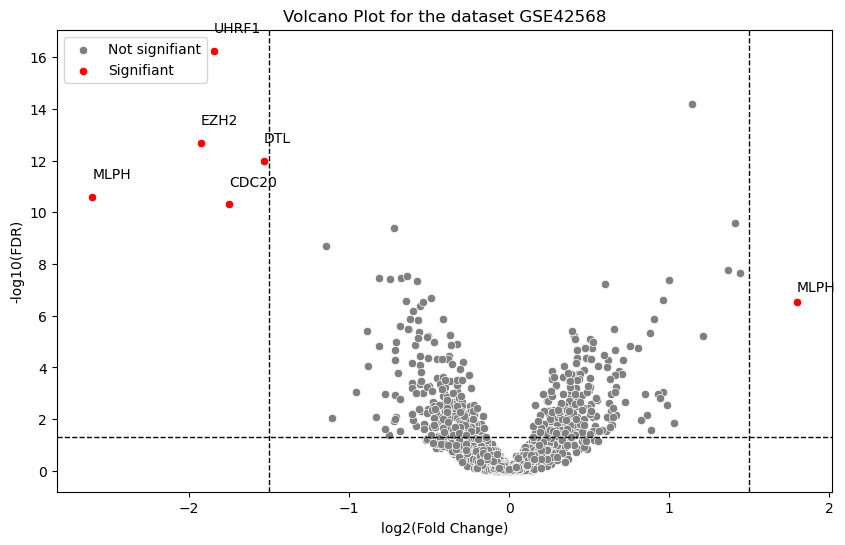 Volcano Plot for the dataset GSE42568
UHRF1
Not signifiant
Signifiant
EZH2
DTL
MLPH
CDC20
MLPH
-log10(FDR)
16
14
12
10
8
6
4
2
0
−2
−1
0
1
2
log2(Fold Change)